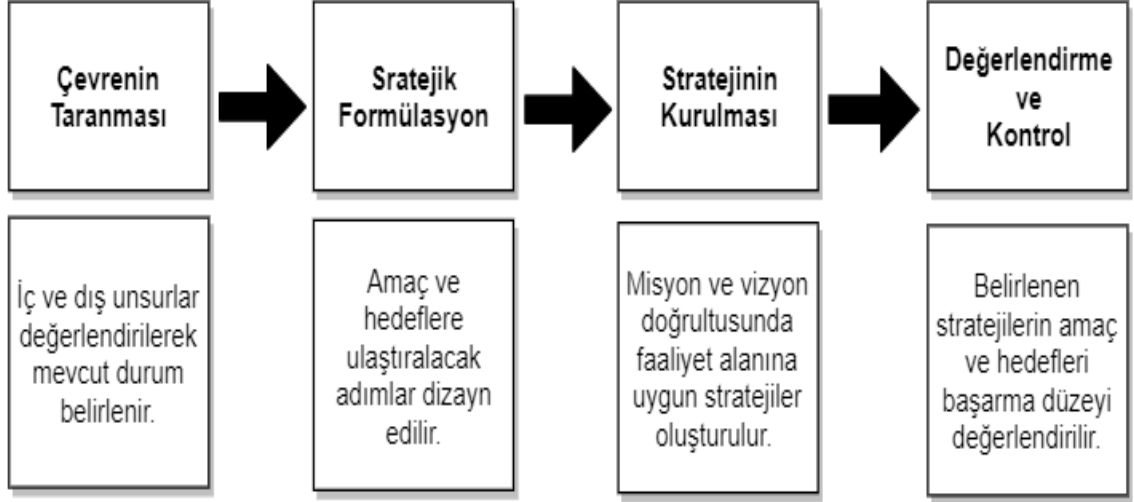 Çevrenin
Taranması
Sratejik
Formülasyon
Stratejinin
Kurulması
Değerlendirme
ve
Kontrol
İç ve dış unsurlar
değerlendirilerek
mevcut durum
belirlenir.
Amaç ve
hedeflere
ulaştıralacak
adımlar dizayn
edilir.
Misyon ve vizyon
doğrultusunda
faaliyet alanına
uygun stratejiler
oluşturulur.
Belirlenen
stratejilerin amaç
ve hedefleri
başarma düzeyi
değerlendirilir.